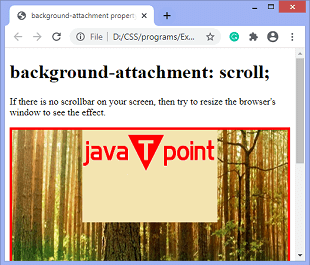 background-attachment propert
File
D:/CSS/programs/Ex...
background-attachment: scroll;
If there is no scrollbar on your screen, then try to resize the browser's
window to see the effect.
java T point